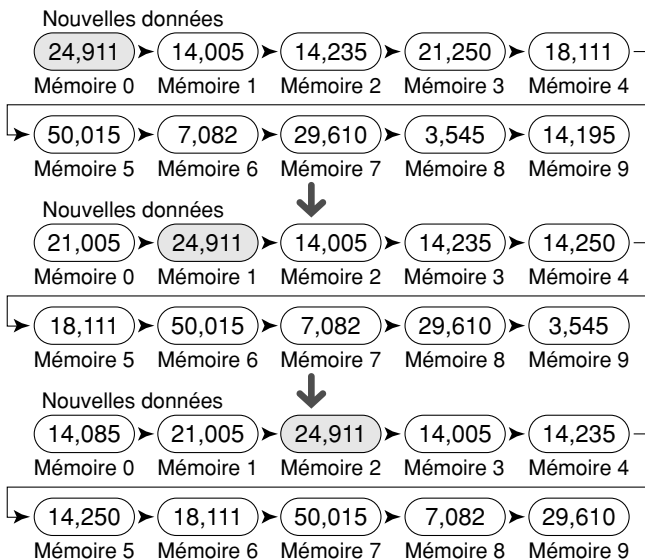 Nouvelles données
24,911 14,005 14,235 21,250 18,111
Mémoire 0 Mémoire 1 Mémoire 2 Mémoire 3 Mémoire 4
50,015 7,082 29,610 3,545 14,195
Mémoire 5 Mémoire 6 Mémoire 7 Mémoire 8 Mémoire 9
Nouvelles données
21,005 24,911 14,005 14,235 14,250
Mémoire 0 Mémoire 1 Mémoire 2 Mémoire 3 Mémoire 4
18,111 50,015 7,082 29,610 3,545
Mémoire 5 Mémoire 6 Mémoire 7 Mémoire 8 Mémoire 9
Nouvelles données
14,085 21,005 24,911 14,005 14,235
Mémoire 0 Mémoire 1 Mémoire 2 Mémoire 3 Mémoire 4
14,250 18,111 50,015 7,082 29,610
Mémoire 5 Mémoire 6 Mémoire 7 Mémoire 8 Mémoire 9